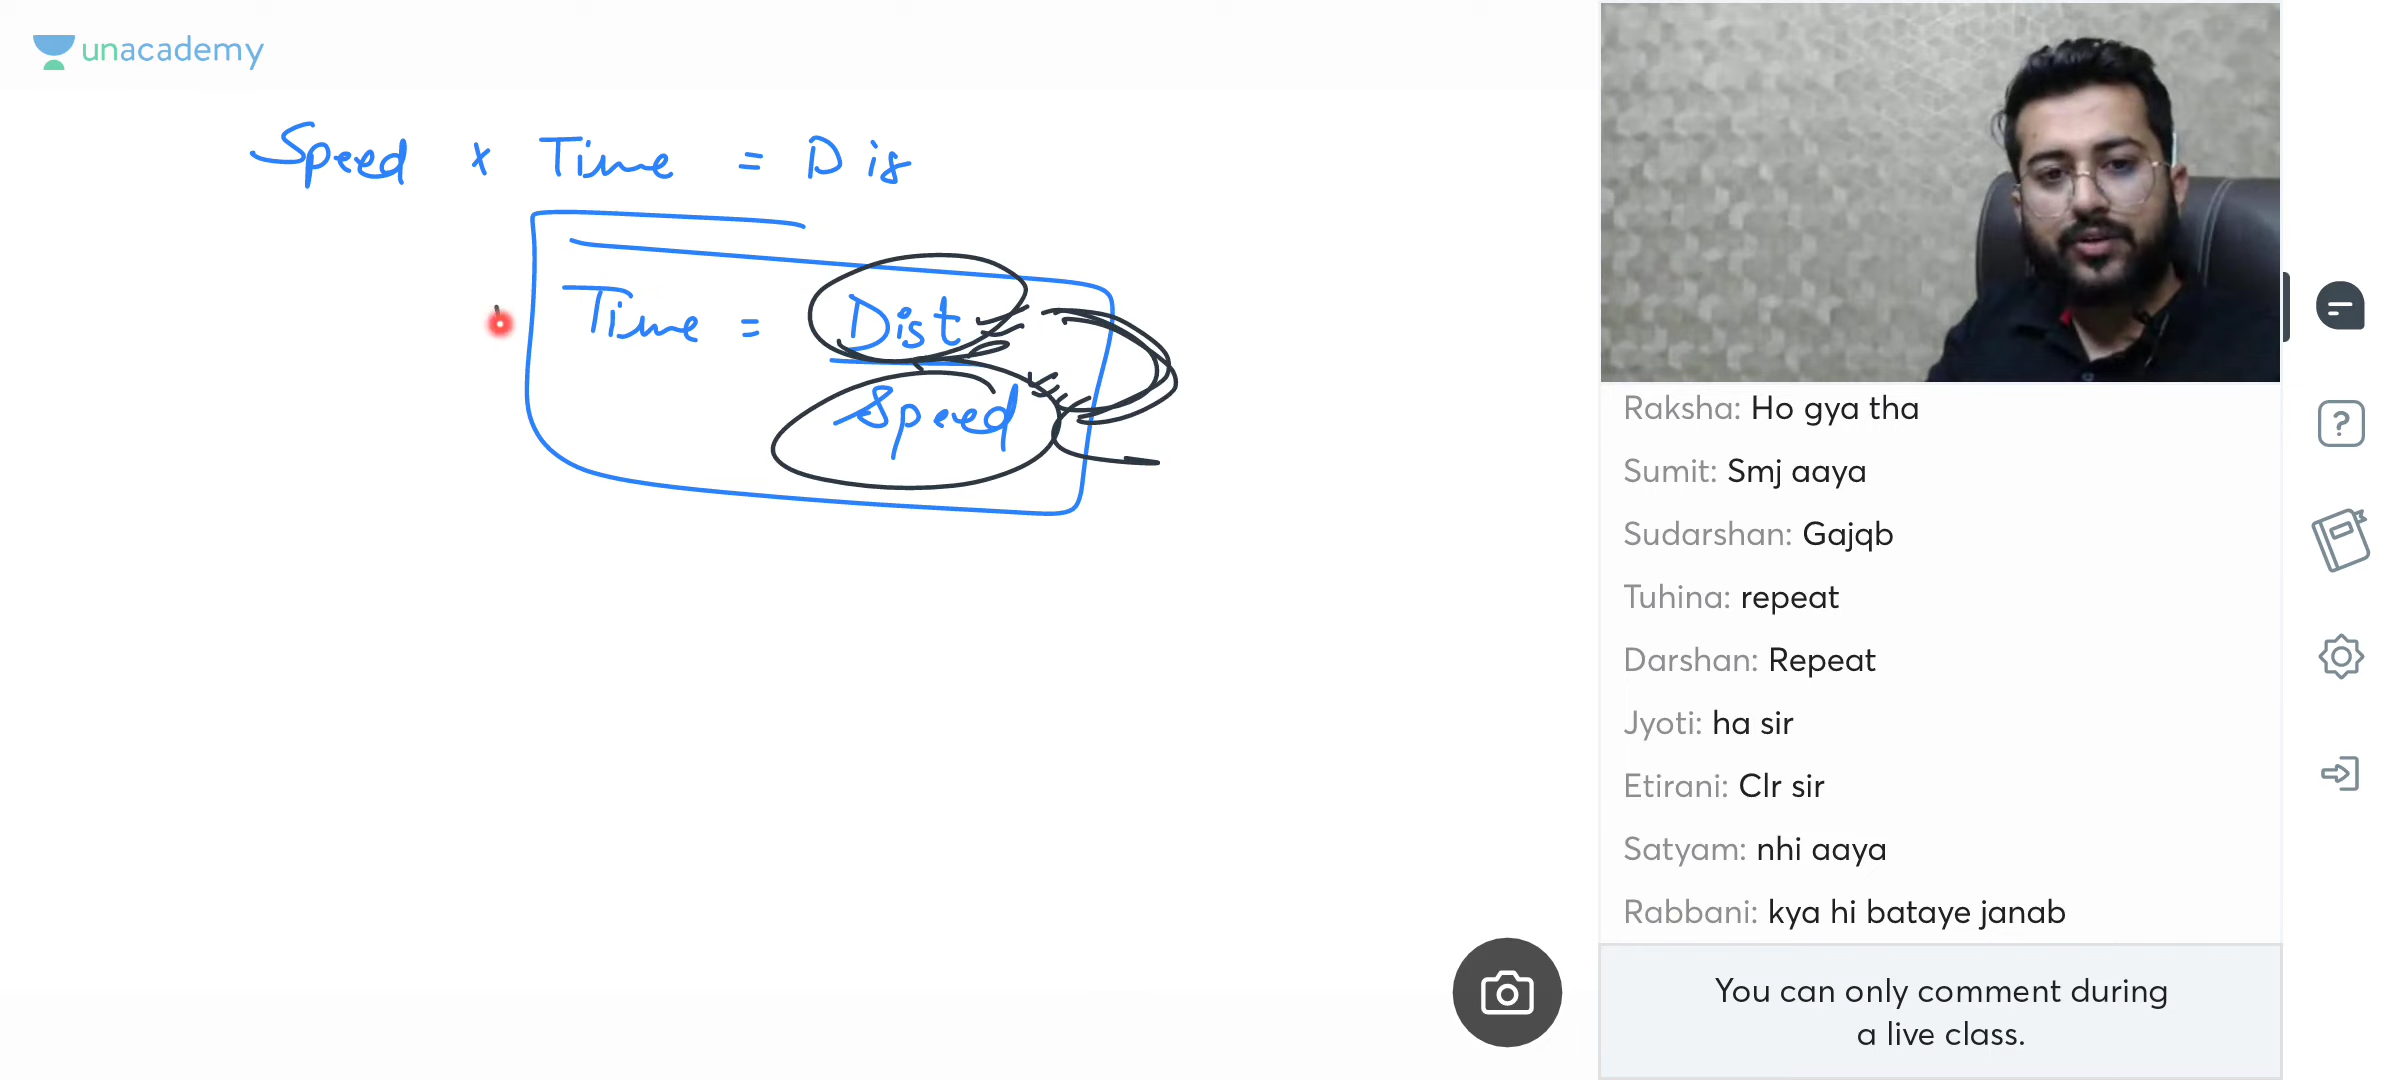 unacademy
Speed x Time = Dis
Time = Dist
Speed
Raksha: Ho gya tha
Sumit: Smj aaya
Sudarshan: Gajqb
Tuhina: repeat
Darshan: Repeat
Jyoti: ha sir
Etirani: Clr sir
Satyam: nhi aaya
Rabbani: kya hi bataye janab
You can only comment during
a live class.